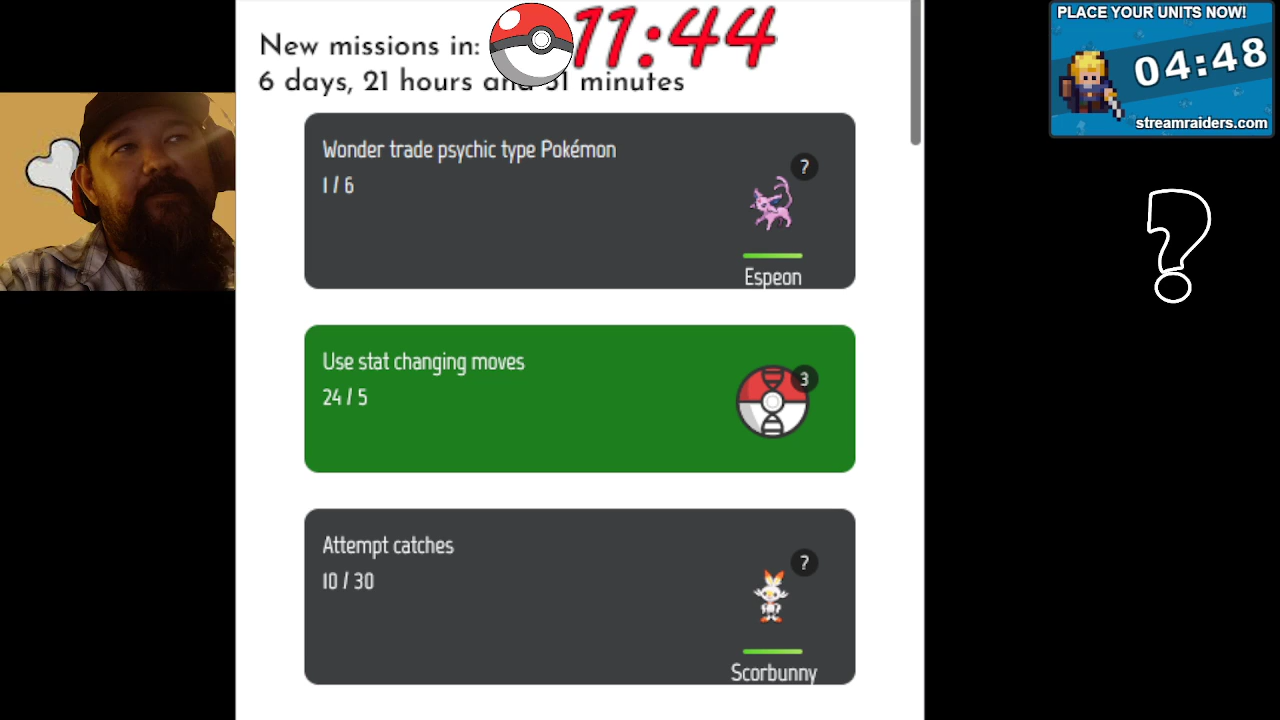 New missions in:
11:44
6 days, 21 hours and 31 minutes
Wonder trade psychic type Pokémon
1 / 6
?
Espeon
Use stat changing moves
24 / 5
3
Attempt catches
10 / 30
?
Scorbunny
PLACE YOUR UNITS NOW!
04:48
streamraiders.com
?